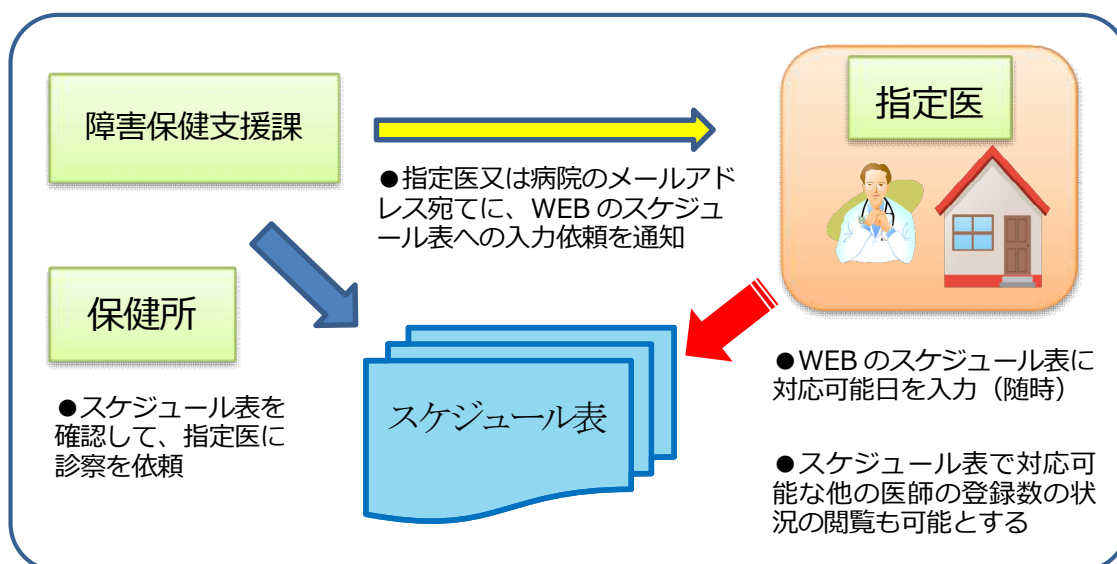 障害保健支援課
指定医
●指定医又は病院のメールアド
レス宛てに、WEB のスケジュ
ール表への入力依頼を通知
保健所
●スケジュール表を
確認して、指定医に
診察を依頼
スケジュール表
●WEB のスケジュール表に
対応可能日を入力（随時）
●スケジュール表で対応可
能な他の医師の登録数の状
況の閲覧も可能とする